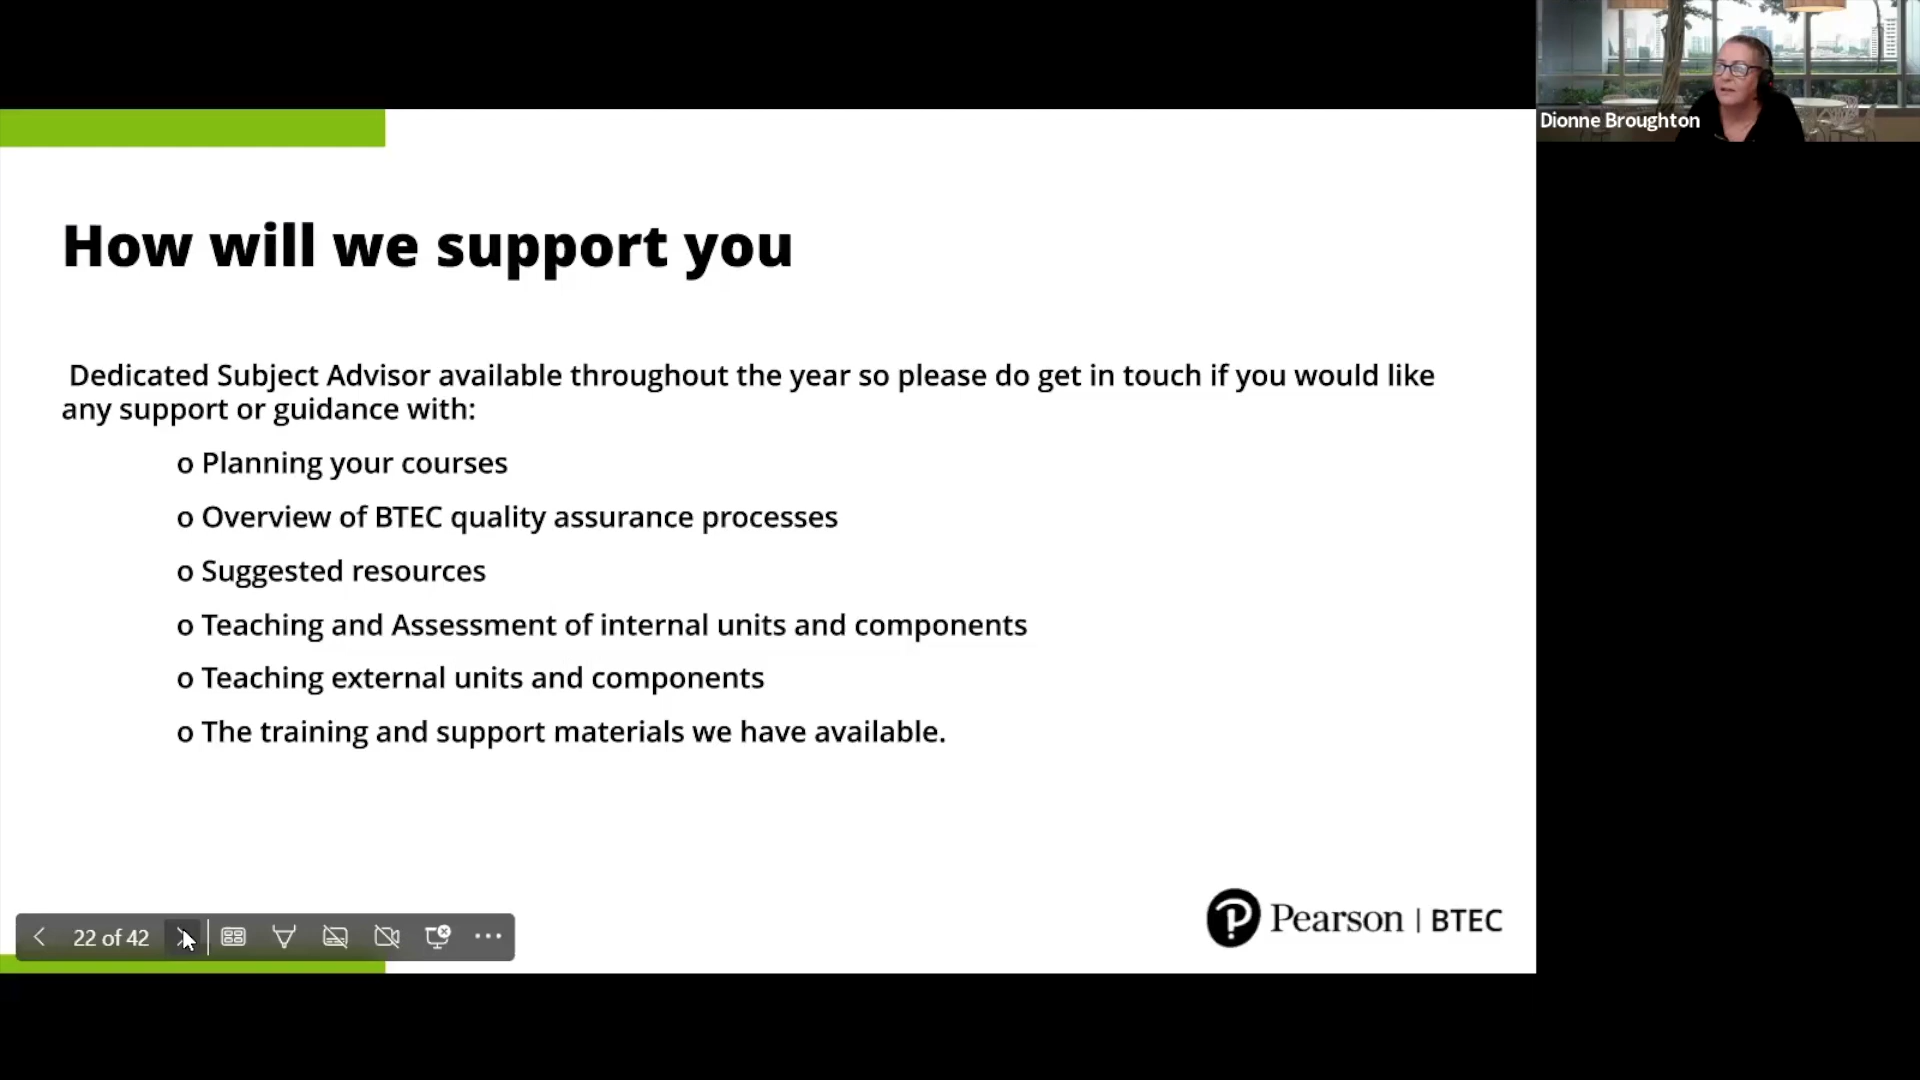 Dionne Broughton
How will we support you
Dedicated Subject Advisor available throughout the year so please do get in touch if you would like
any support or guidance with:
o Planning your courses
o Overview of BTEC quality assurance processes
o Suggested resources
o Teaching and Assessment of internal units and components
o Teaching external units and components
o The training and support materials we have available.
22 of 42
Pearson | BTEC